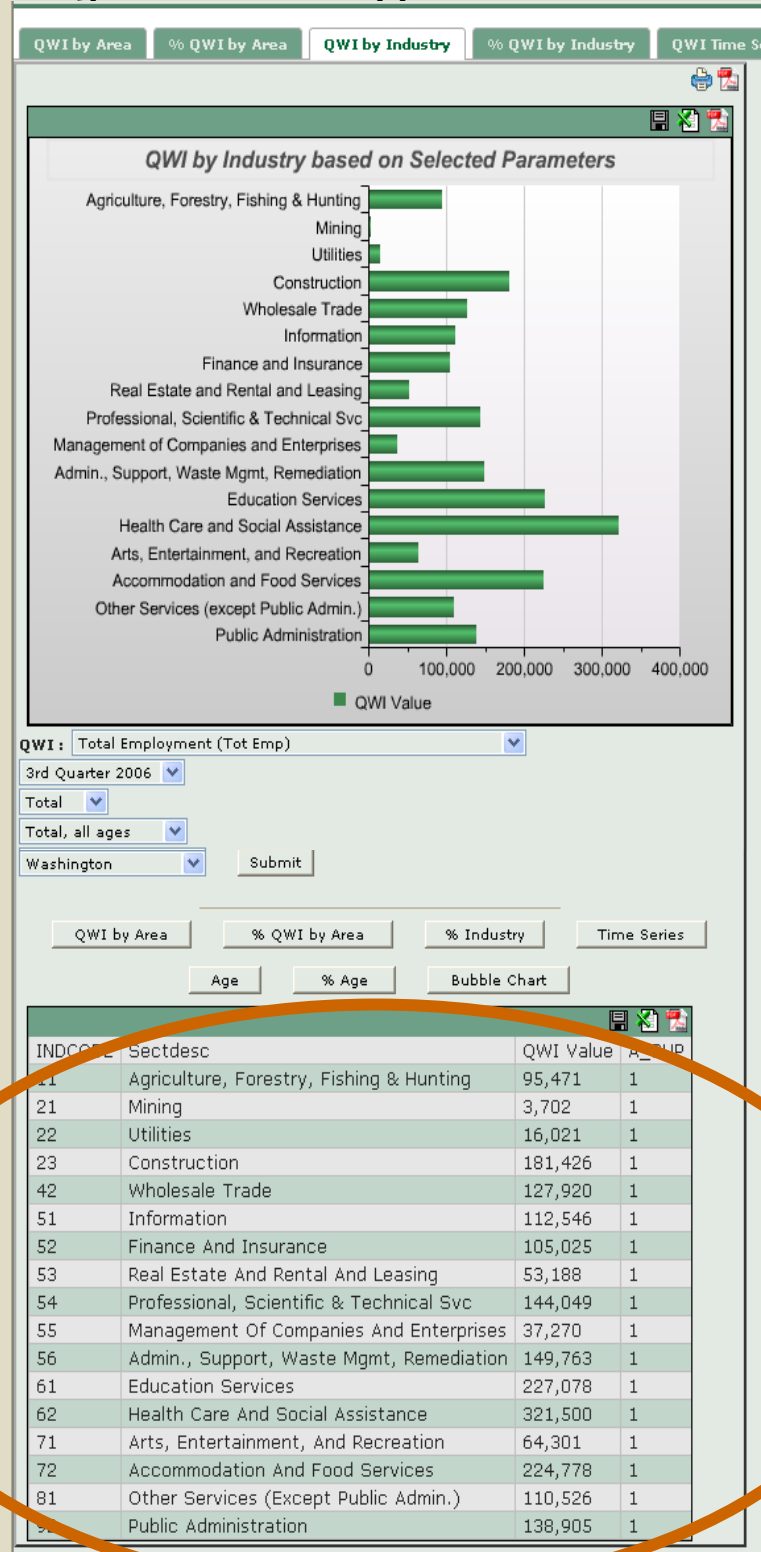 QWI by Area % QWI by Area QWI by Industry % QWI by Industry QWI Time
QWI by Industry based on Selected Parameters
Agriculture, Forestry, Fishing & Hunting
Mining
Utilities
Construction
Wholesale Trade
Information
Finance and Insurance
Real Estate and Rental and Leasing
Professional, Scientific & Technical Svc
Management of Companies and Enterprises
Admin., Support, Waste Mgmt, Remediation
Education Services
Health Care and Social Assistance
Arts, Entertainment, and Recreation
Accommodation and Food Services
Other Services (except Public Admin.)
Public Administration
0 100,000 200,000 300,000 400,000
QWI Value
QWI: Total Employment (Tot Emp)
3rd Quarter 2006
Total
Total, all ages
Washington Submit
QWI by Area % QWI by Area % Industry Time Series
Age % Age Bubble Chart
Sectdesc QWI Value
11 Agriculture, Forestry, Fishing & Hunting 95,471 1
21 Mining 3,702 1
22 Utilities 16,021 1
23 Construction 181,426 1
42 Wholesale Trade 127,920 1
51 Information 112,546 1
52 Finance And Insurance 105,025 1
53 Real Estate And Rental And Leasing 53,188 1
54 Professional, Scientific & Technical Svc 144,049 1
55 Management Of Companies And Enterprises 37,270 1
56 Admin., Support, Waste Mgmt, Remediation 149,763 1
61 Education Services 227,078 1
62 Health Care And Social Assistance 321,500 1
71 Arts, Entertainment, And Recreation 64,301 1
72 Accommodation And Food Services 224,778 1
81 Other Services (Except Public Admin.) 110,526 1
Public Administration 138,905 1